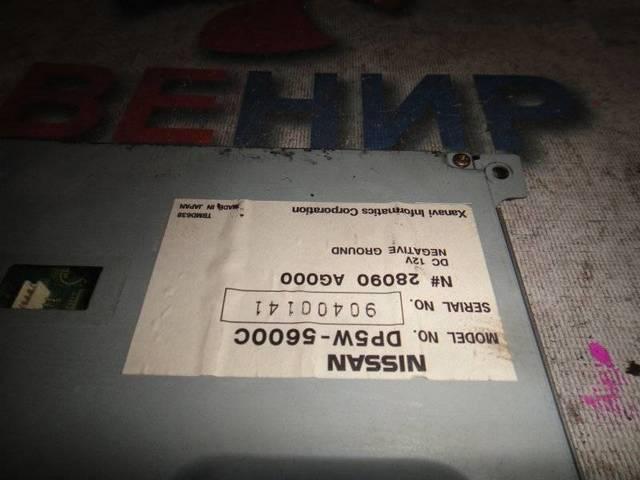 ВЕНИР
NISSAN
MODEL NO. DP5W-5600C
SERIAL NO. 90400141
N# 28090 AG000
DC 12V
NEGATIVE GROUND
Xanavi Informatics Corporation
TBMD638 MADE IN JAPAN